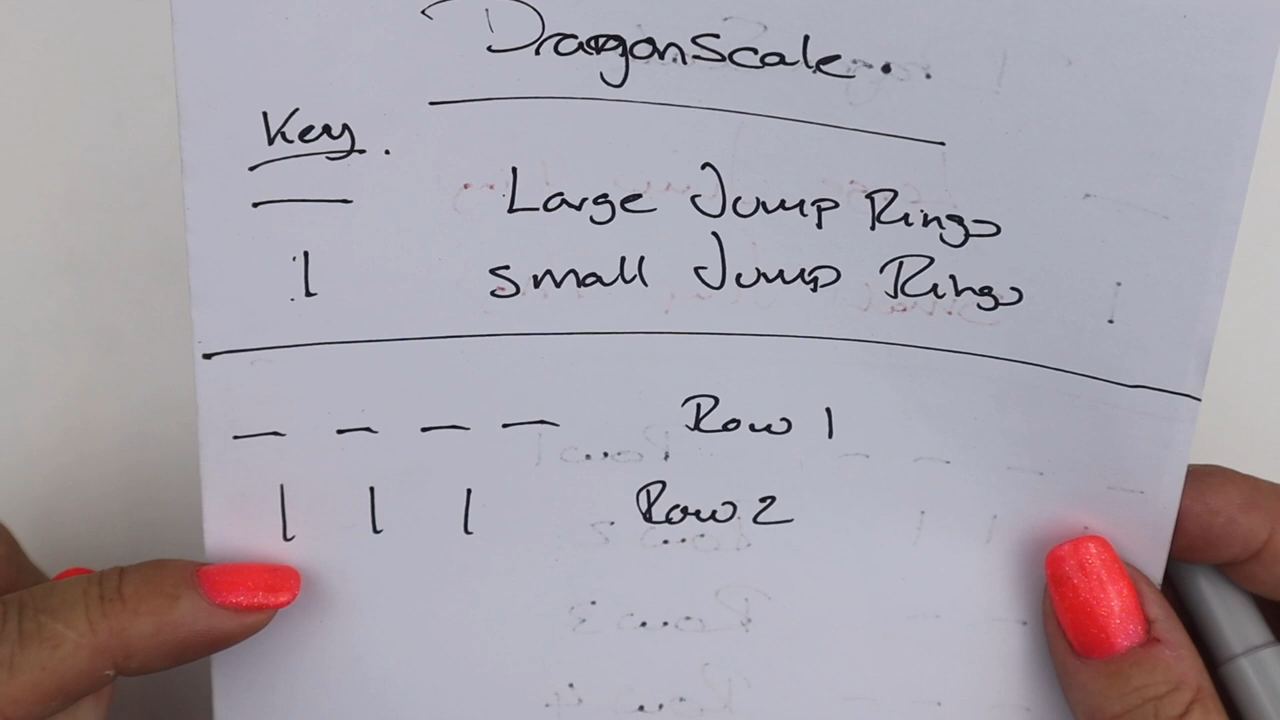 DragonScale..
Key.
— Large Jump Rings
| small Jump Rings
— — — — Row 1
| | | Row 2